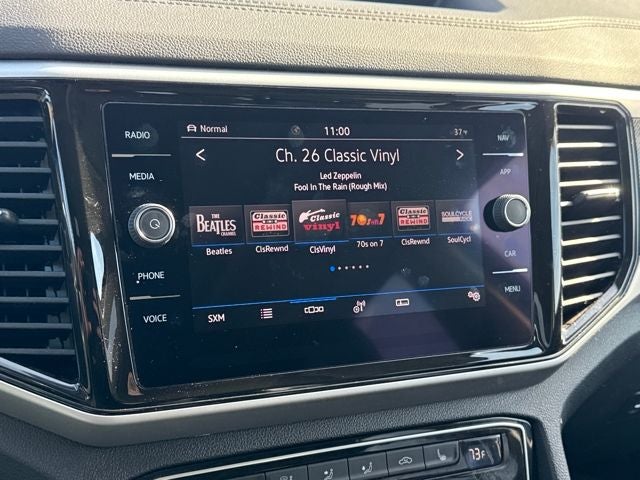 RADIO
Normal
11:00
37 °F
NAV
< Ch. 26 Classic Vinyl >
MEDIA
Led Zeppelin
Fool In The Rain (Rough Mix)
APP
THE BEATLES CHANNEL
Classic REWIND
Classic vinyl
70s on 7
Classic REWIND
SOULCYCLE
Beatles
ClsRewnd
ClsVinyl
70s on 7
ClsRewnd
SoulCycl
CAR
PHONE
MENU
VOICE
SXM
73°F